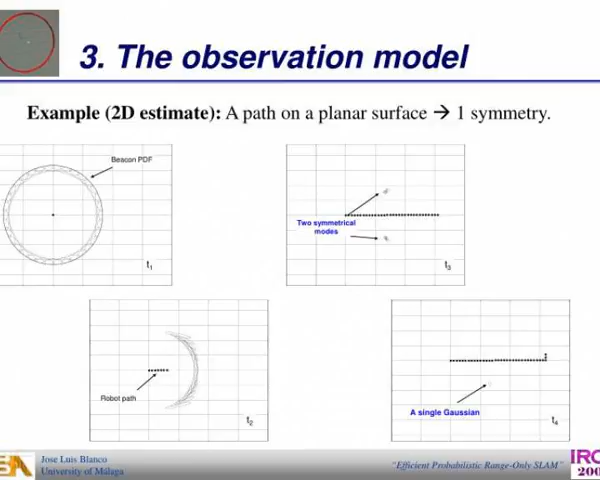 3. The observation model
Example (2D estimate): A path on a planar surface → 1 symmetry.
Beacon PDF
t1
Two symmetrical
modes
t3
Robot path
t2
A single Gaussian
t4
Jose Luis Blanco
University of Málaga
"Efficient Probabilistic Range-Only SLAM"